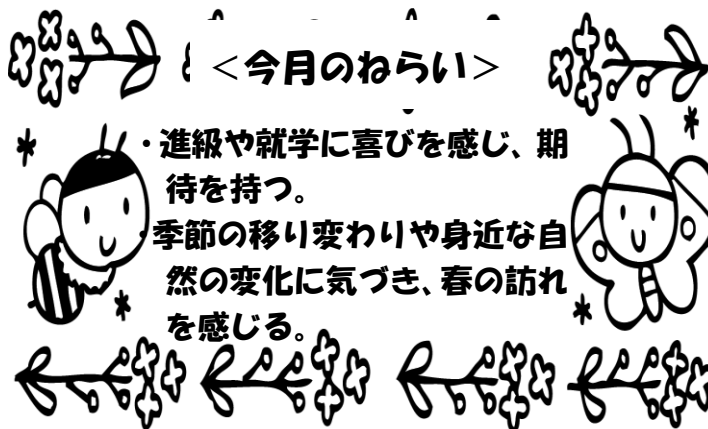 ＜今月のねらい＞
・進級や就学に喜びを感じ、期
待を持つ。
・季節の移り変わりや身近な自
然の変化に気づき、春の訪れ
を感じる。